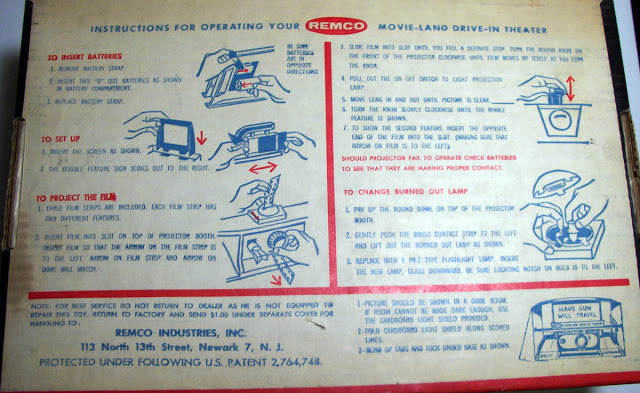 INSTRUCTIONS FOR OPERATING YOUR REMCO MOVIE-LAND DRIVE-IN THEATER
TO INSERT BATTERIES
1. REMOVE BATTERY STRAP.
2. INSERT TWO "D" SIZE BATTERIES AS SHOWN
IN BATTERY COMPARTMENT.
3. REPLACE BATTERY STRAP.
BE SURE
BATTERIES
ARE IN
OPPOSITE
DIRECTIONS
TO SET UP
1. INSERT THE SCREEN AS SHOWN.
2. THE DOUBLE FEATURE SIGN SLIDES OUT TO THE RIGHT.
TO PROJECT THE FILM
1. THREE FILM STRIPS ARE INCLUDED. EACH FILM STRIP HAS
TWO DIFFERENT FEATURES.
2. INSERT FILM INTO SLOT ON TOP OF PROJECTOR BOOTH.
INSERT FILM SO THAT THE ARROW ON THE FILM STRIP IS
TO THE LEFT. ARROW ON FILM STRIP AND ARROW ON
DOME WILL MATCH.
3. SLIDE FILM INTO SLOT UNTIL YOU FEEL A DEFINITE STOP. TURN THE ROUND KNOB ON
THE FRONT OF THE PROJECTOR CLOCKWISE UNTIL FILM MOVES BY ITSELF AS YOU TURN
THE KNOB.
4. PULL OUT THE ON-OFF SWITCH TO LIGHT PROJECTION
LAMP.
5. MOVE LENS IN AND OUT UNTIL PICTURE IS CLEAR.
6. TURN THE KNOB SLOWLY CLOCKWISE UNTIL THE WHOLE
FEATURE IS SHOWN.
7. TO SHOW THE SECOND FEATURE, INSERT THE OPPOSITE
END OF THE FILM INTO THE SLOT. (MAKING SURE THAT
ARROW ON FILM IS TO THE LEFT).
SHOULD PROJECTOR FAIL TO OPERATE CHECK BATTERIES
TO SEE THAT THEY ARE MAKING PROPER CONTACT.
TO CHANGE BURNED OUT LAMP
1. PRY UP THE ROUND DOME ON TOP OF THE PROJECTOR
BOOTH.
2. GENTLY PUSH THE BRASS CONTACT STRIP TO THE LEFT
AND LIFT OUT THE BURNED OUT LAMP AS SHOWN.
3. REPLACE WITH A PR-2 TYPE FLASHLIGHT LAMP. INSERT
THE NEW LAMP, GLASS DOWNWARD. BE SURE LOCATING NOTCH ON BULB IS TO THE LEFT.
NOTE: FOR BEST SERVICE DO NOT RETURN TO DEALER AS HE IS NOT EQUIPPED TO
REPAIR THIS TOY. RETURN TO FACTORY AND SEND $1.00 UNDER SEPARATE COVER FOR
HANDLING TO:
REMCO INDUSTRIES, INC.
113 North 13th Street, Newark 7, N. J.
PROTECTED UNDER FOLLOWING U.S. PATENT 2,764,748.
1-PICTURE SHOULD BE SHOWN IN A DARK ROOM.
IF ROOM CANNOT BE MADE DARK ENOUGH, USE
THE CARDBOARD LIGHT SHIELD PROVIDED.
2-FOLD CARDBOARD LIGHT SHIELD ALONG SCORED
LINES.
3-BEND UP TABS AND TUCK UNDER BASE AS SHOWN.
HAVE GUN
WILL TRAVEL